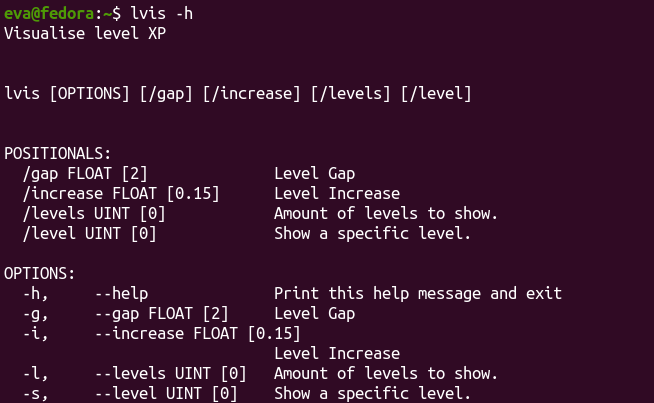 eva@fedora:~$ lvis -h
Visualise level XP
lvis [OPTIONS] [/gap] [/increase] [/levels] [/level]
POSITIONALS:
/gap FLOAT [2] Level Gap
/increase FLOAT [0.15] Level Increase
/levels UINT [0] Amount of levels to show.
/level UINT [0] Show a specific level.
OPTIONS:
-h, --help Print this help message and exit
-g, --gap FLOAT [2] Level Gap
-i, --increase FLOAT [0.15]
Level Increase
-l, --levels UINT [0] Amount of levels to show.
-s, --level UINT [0] Show a specific level.